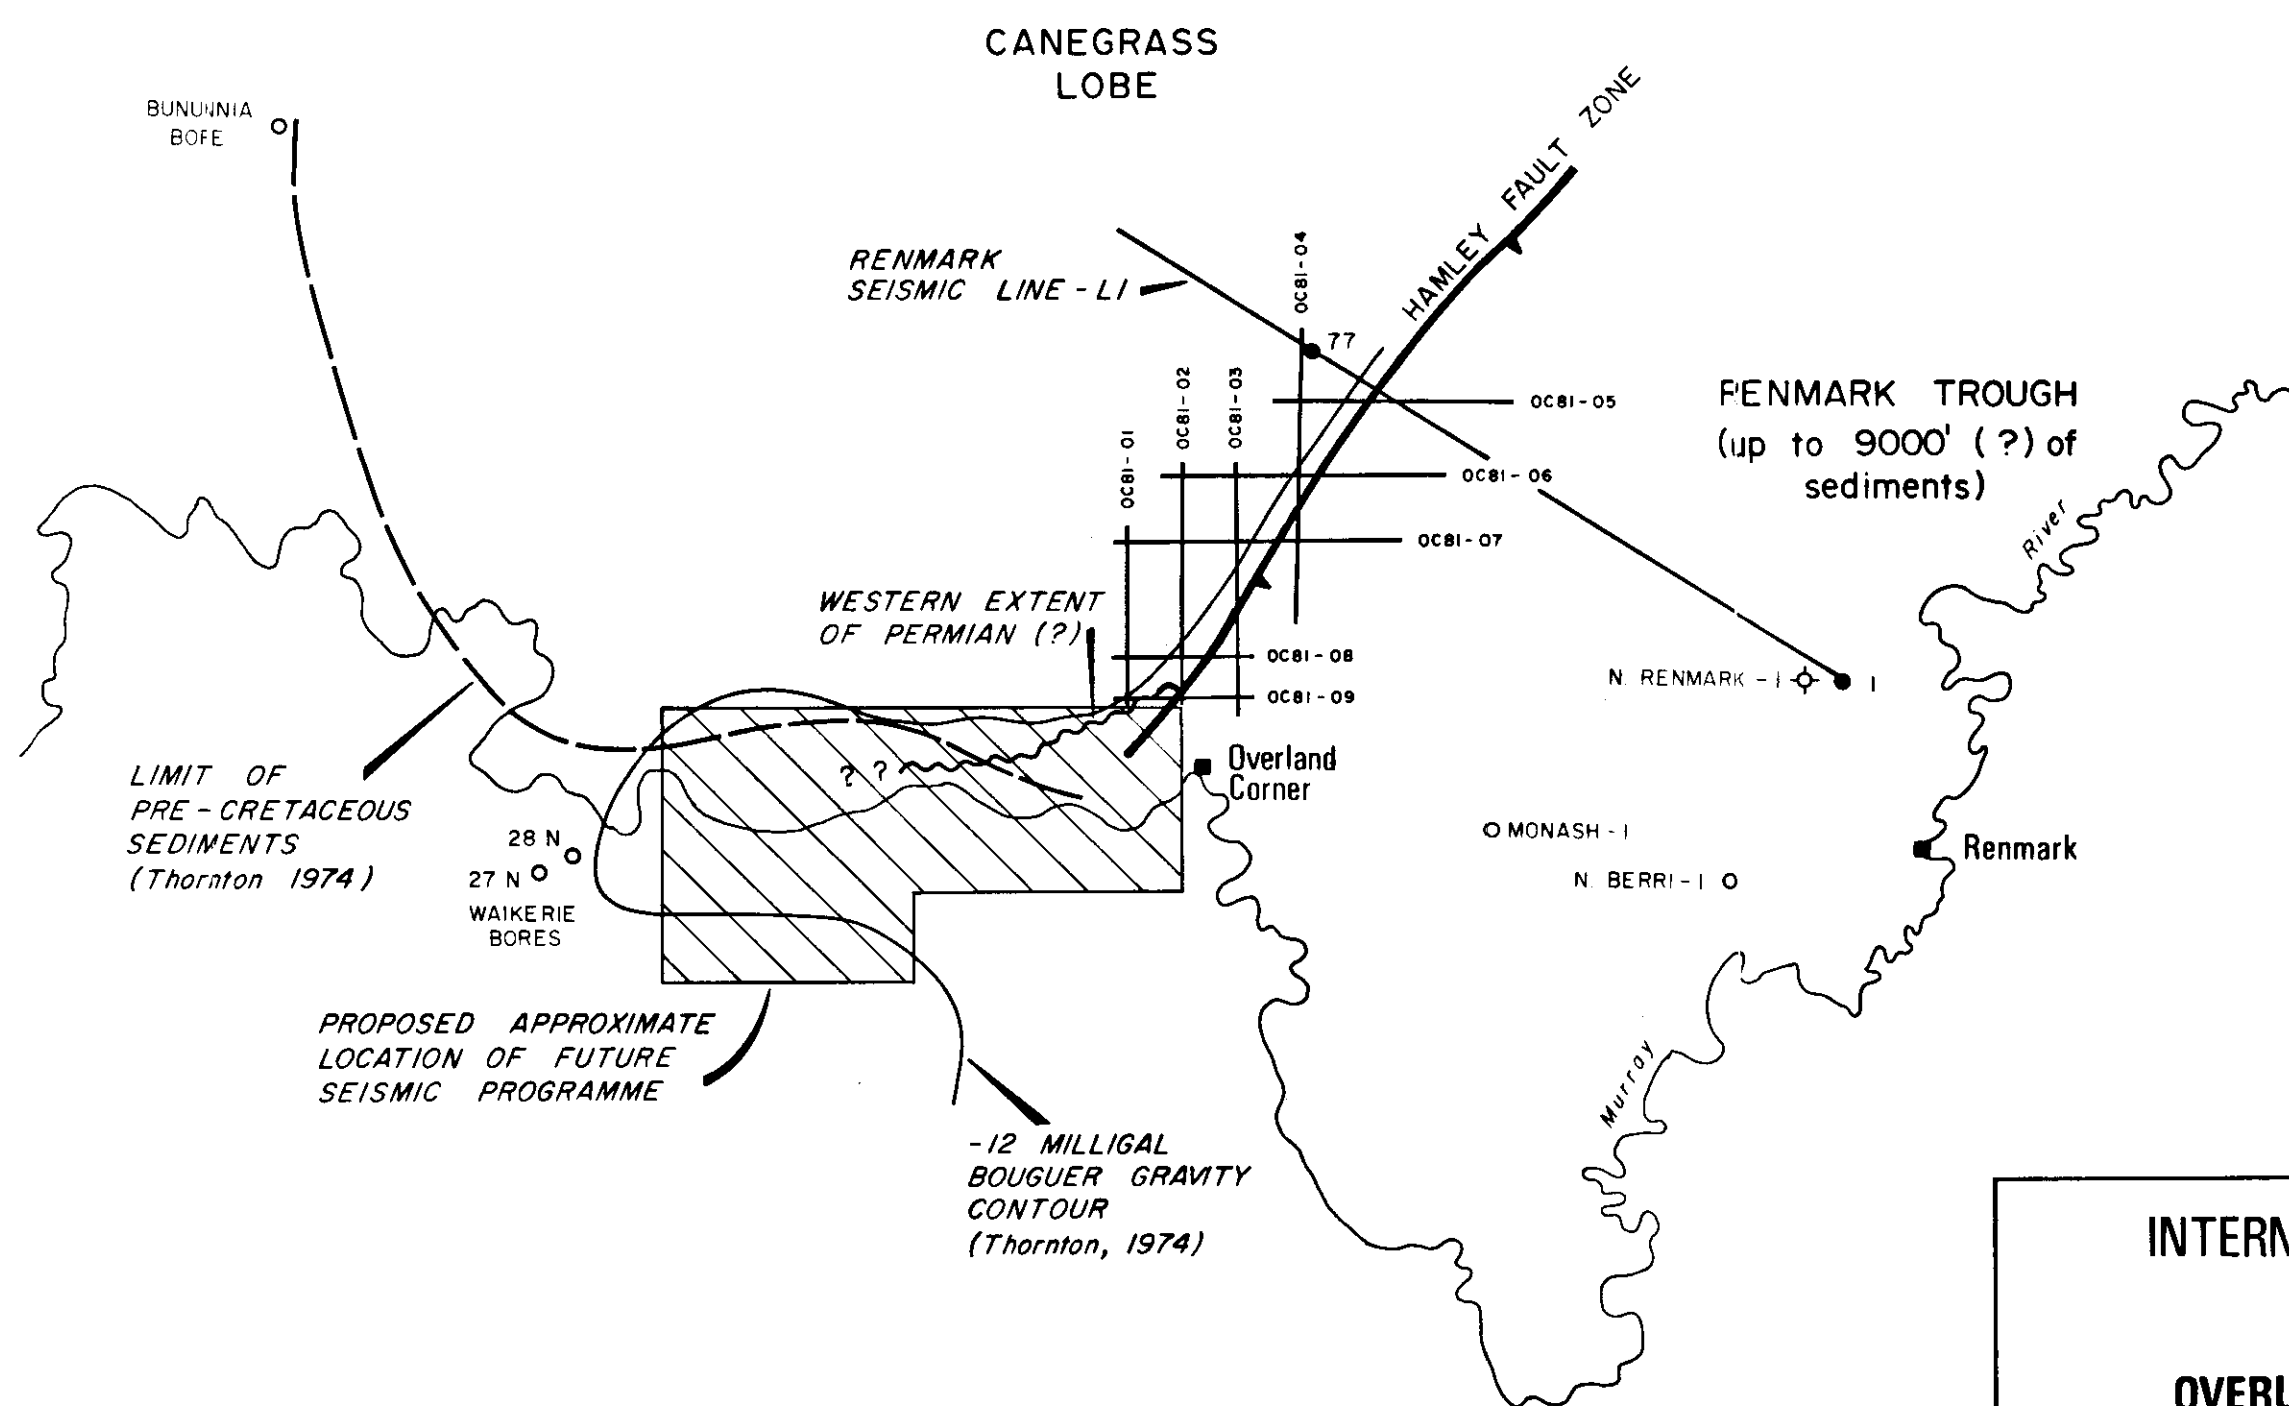 CANEGRASS
LOBE
BUNUNNIA
BORE
HAMLEY FAULT ZONE
RENMARK
SEISMIC LINE - L1
OC81-04
77
OC81-02
OC81-03
OC81-01
OC81-05
OC81-06
OC81-07
RENMARK TROUGH
(up to 9000' (?) of
sediments)
River
WESTERN EXTENT
OF PERMIAN (?)
OC81-08
OC81-09
N. RENMARK - 1
1
LIMIT OF
PRE-CRETACEOUS
SEDIMENTS
(Thornton 1974)
? ?
Overland
Corner
28 N
27 N
WAIKERIE
BORES
MONASH - 1
N. BERRI - 1
Renmark
PROPOSED APPROXIMATE
LOCATION OF FUTURE
SEISMIC PROGRAMME
Murray
-12 MILLIGAL
BOUGUER GRAVITY
CONTOUR
(Thornton, 1974)
INTERN
OVERL